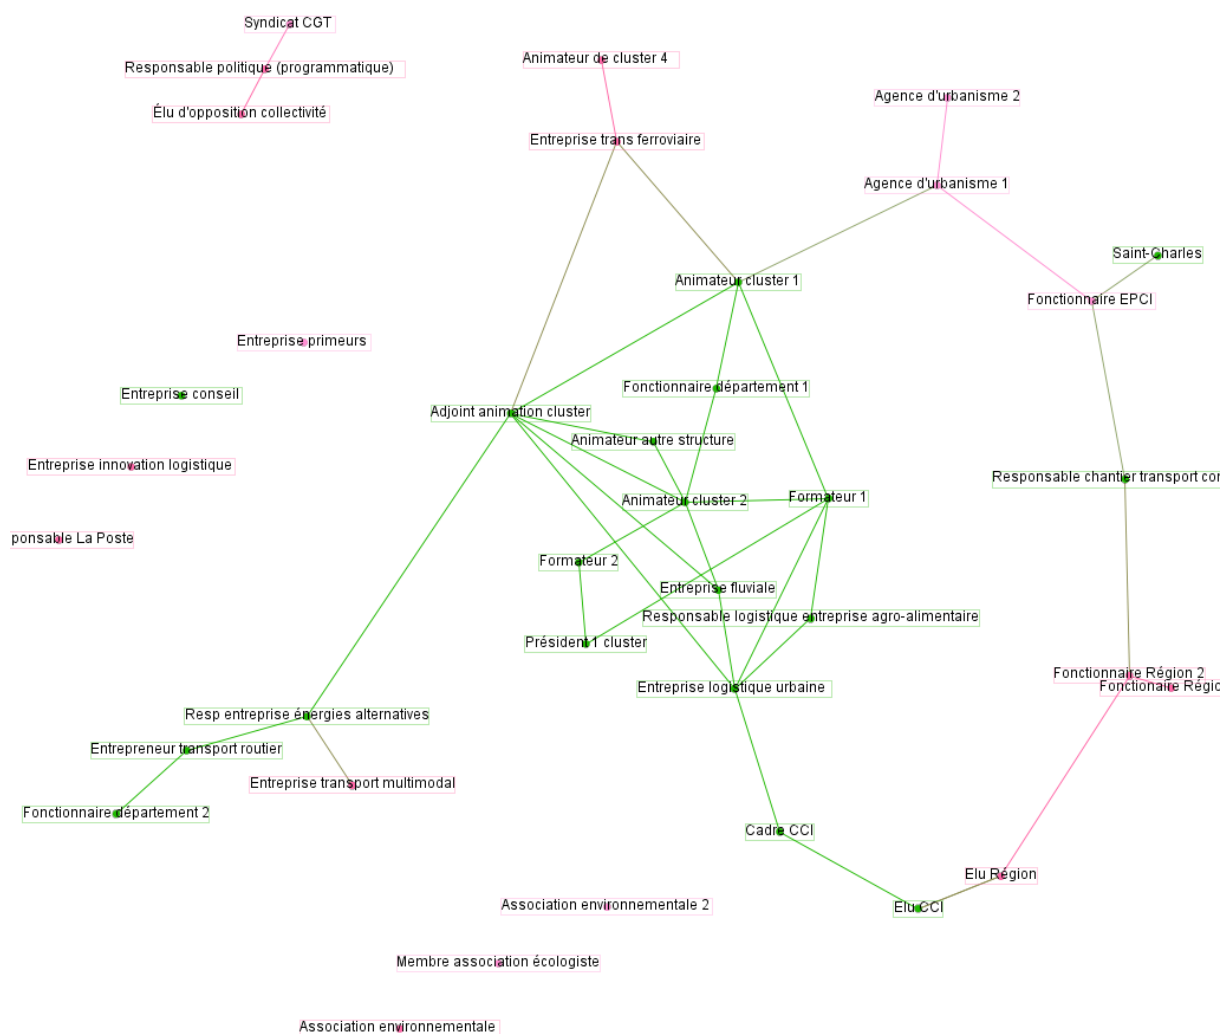 Syndicat CGT
Responsable politique (programmatique)
Élu d'opposition collectivité
Animateur de cluster 4
Entreprise trans ferroviaire
Agence d'urbanisme 2
Agence d'urbanisme 1
Saint-Charles
Animateur cluster 1
Fonctionnaire EPCI
Entreprise primeurs
Entreprise conseil
Fonctionnaire département 1
Adjoint animation cluster
Animateur autre structure
Entreprise innovation logistique
Responsable chantier transport con
Animateur cluster 2
Formateur 1
ponsable La Poste
Formateur 2
Entreprise fluviale
Responsable logistique entreprise agro-alimentaire
Président 1 cluster
Fonctionnaire Région 2
Fonctionaire Régio
Entreprise logistique urbaine
Resp entreprise énergies alternatives
Entrepreneur transport routier
Entreprise transport multimodal
Fonctionnaire département 2
Cadre CCI
Elu Région
Elu CCI
Association environnementale 2
Membre association écologiste
Association environnementale